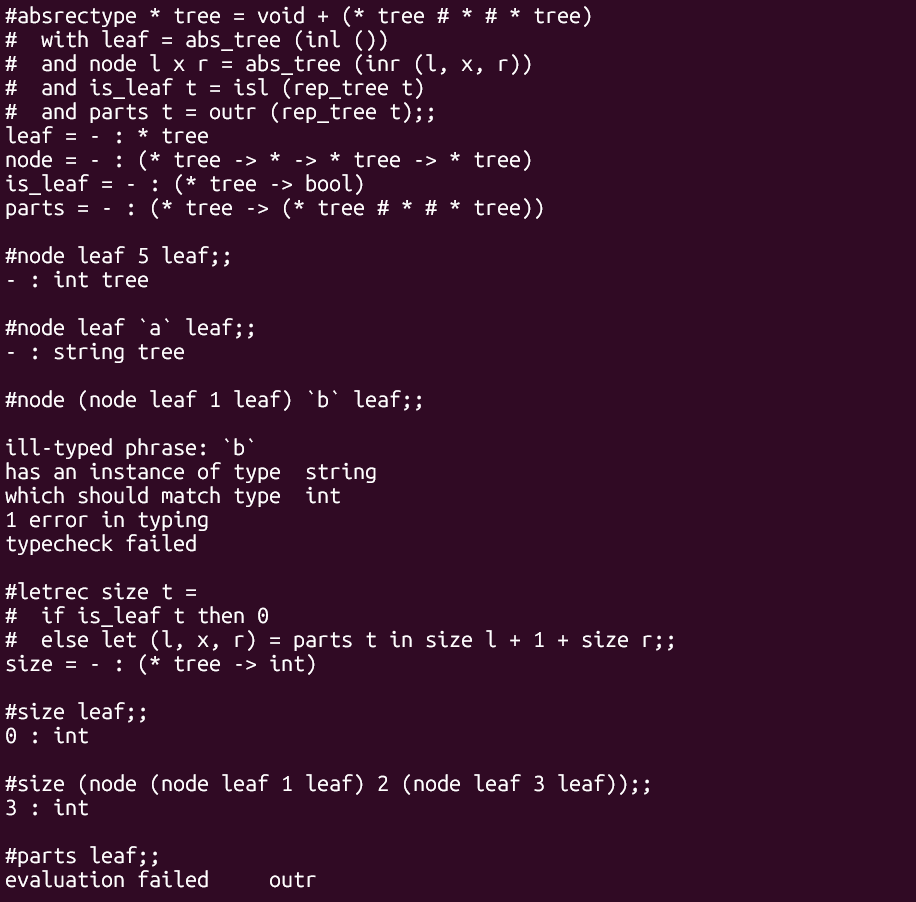 #absrectype * tree = void + (* tree # * # * tree)
#  with leaf = abs_tree (inl ())
#  and node l x r = abs_tree (inr (l, x, r))
#  and is_leaf t = isl (rep_tree t)
#  and parts t = outr (rep_tree t);;
leaf = - : * tree
node = - : (* tree -> * -> * tree -> * tree)
is_leaf = - : (* tree -> bool)
parts = - : (* tree -> (* tree # * # * tree))

#node leaf 5 leaf;;
- : int tree

#node leaf `a` leaf;;
- : string tree

#node (node leaf 1 leaf) `b` leaf;;

ill-typed phrase: `b`
has an instance of type  string
which should match type  int
1 error in typing
typecheck failed

#letrec size t =
#  if is_leaf t then 0
#  else let (l, x, r) = parts t in size l + 1 + size r;;
size = - : (* tree -> int)

#size leaf;;
0 : int

#size (node (node leaf 1 leaf) 2 (node leaf 3 leaf));;
3 : int

#parts leaf;;
evaluation failed     outr